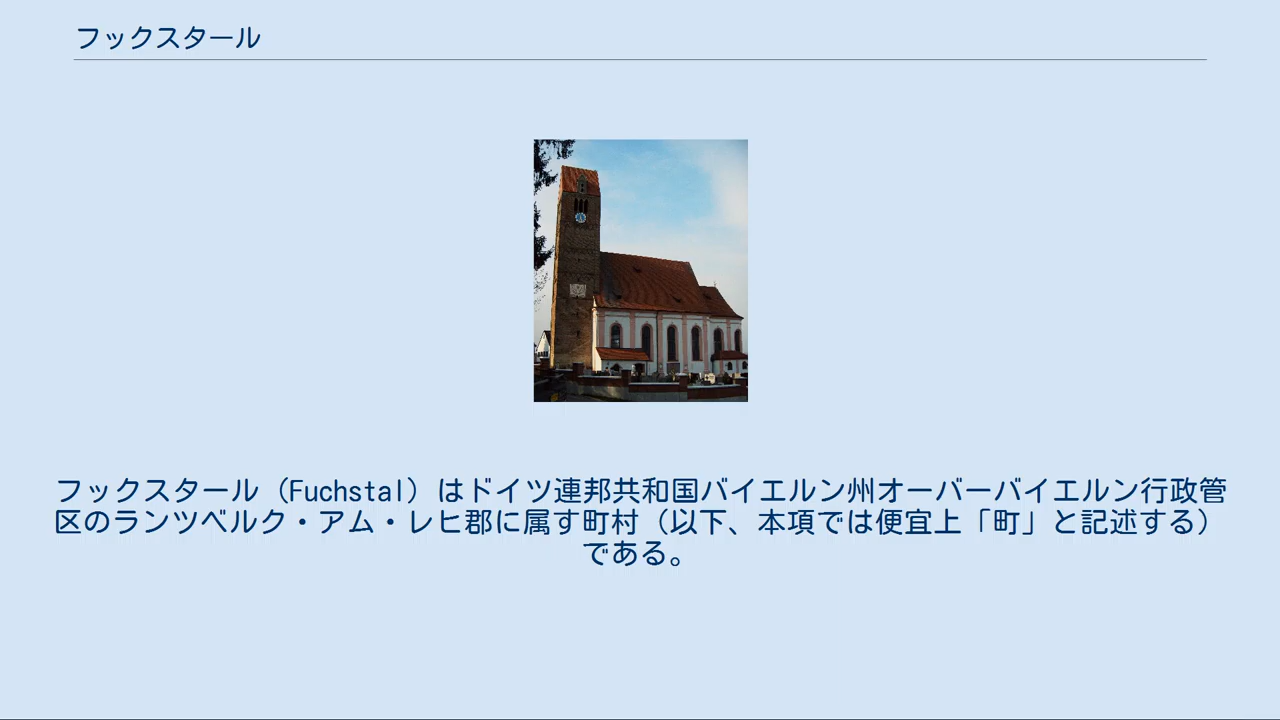 フックスタール
フックスタール（Fuchstal）はドイツ連邦共和国バイエルン州オーバーバイエルン行政管
区のランツベルク・アム・レヒ郡に属す町村（以下、本項では便宜上「町」と記述する）
である。